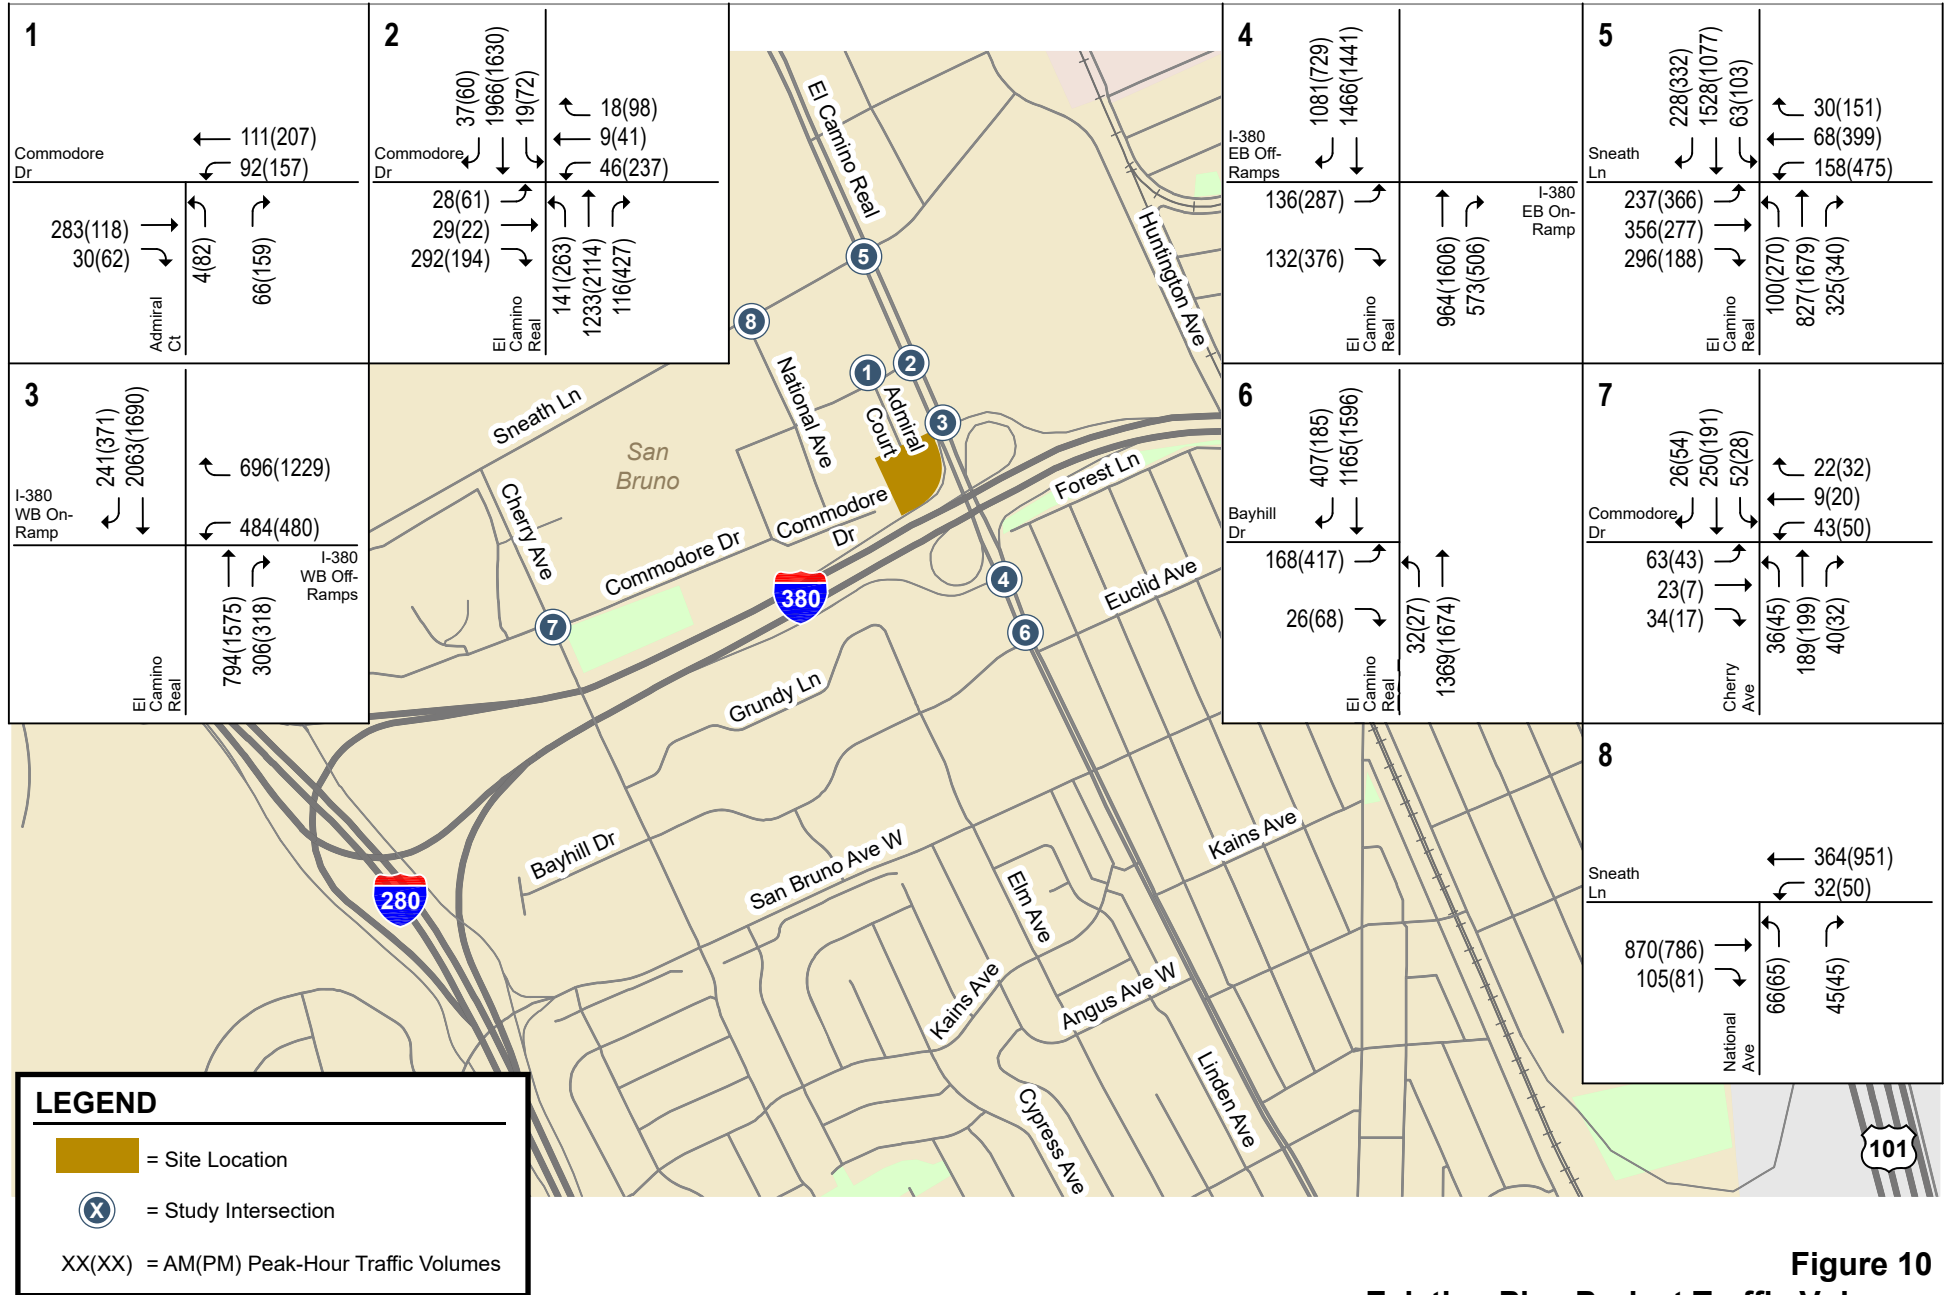 1
Commodore
Dr
111(207)
92(157)
283(118)
30(62)
4(82)
66(159)
Admiral
Ct
2
37(60)
1966(1630)
19(72)
Commodore
Dr
18(98)
9(41)
46(237)
28(61)
29(22)
292(194)
141(263)
1233(2114)
116(427)
El
Camino
Real
3
241(371)
2063(1690)
I-380
WB On-
Ramp
696(1229)
484(480)
I-380
WB Off-
Ramps
794(1575)
306(318)
El
Camino
Real
4
1081(729)
1466(1441)
I-380
EB Off-
Ramps
136(287)
132(376)
I-380
EB On-
Ramp
964(1606)
573(506)
El
Camino
Real
5
228(332)
1528(1077)
63(103)
Sneath
Ln
30(151)
68(399)
158(475)
237(366)
356(277)
296(188)
100(270)
827(1679)
325(340)
El
Camino
Real
6
407(185)
1165(1596)
Bayhill
Dr
168(417)
26(68)
32(27)
1369(1674)
El
Camino
Real
7
26(54)
250(191)
52(28)
Commodore
Dr
22(32)
9(20)
43(50)
63(43)
23(7)
34(17)
36(45)
189(199)
40(32)
Cherry
Ave
8
Sneath
Ln
364(951)
32(50)
870(786)
105(81)
66(65)
45(45)
National
Ave
El Camino Real
Huntington Ave
5
8
1
2
3
4
6
7
National Ave
Admiral
Court
Sneath Ln
San
Bruno
Cherry Ave
Commodore Dr
Commodore
Dr
Forest Ln
Euclid Ave
380
Grundy Ln
Bayhill Dr
San Bruno Ave W
Kains Ave
280
Elm Ave
Kains Ave
Angus Ave W
Linden Ave
Cypress Ave
101
LEGEND
= Site Location
X
= Study Intersection
XX(XX)
= AM(PM) Peak-Hour Traffic Volumes
Figure 10